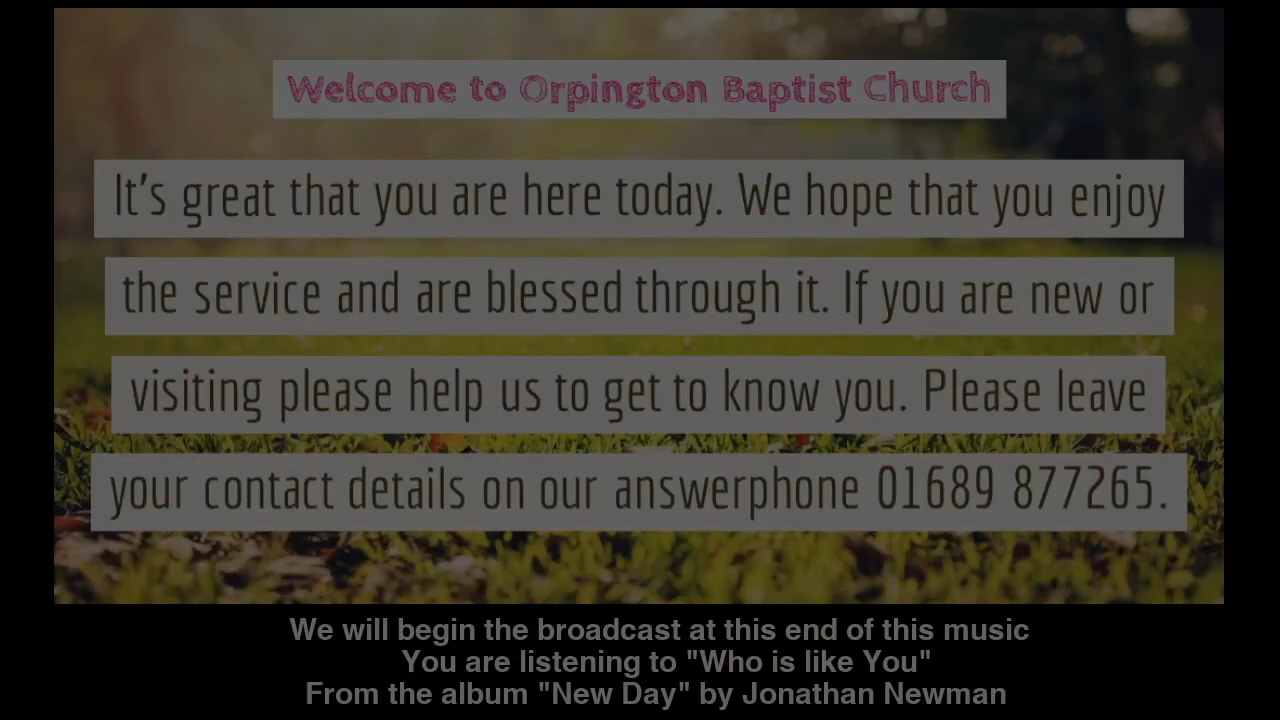 Welcome to Orpington Baptist Church
It's great that you are here today. We hope that you enjoy
the service and are blessed through it. If you are new or
visiting please help us to get to know you. Please leave
your contact details on our answerphone 01689 877265.
We will begin the broadcast at this end of this music
You are listening to "Who is like You"
From the album "New Day" by Jonathan Newman